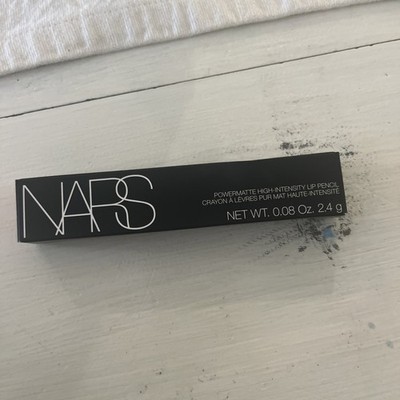 NARS
POWERMATTE HIGH-INTENSITY LIP PENCIL
CRAYON À LÈVRES PUR MAT HAUTE INTENSITÉ
NET WT. 0.08 Oz. 2.4 g